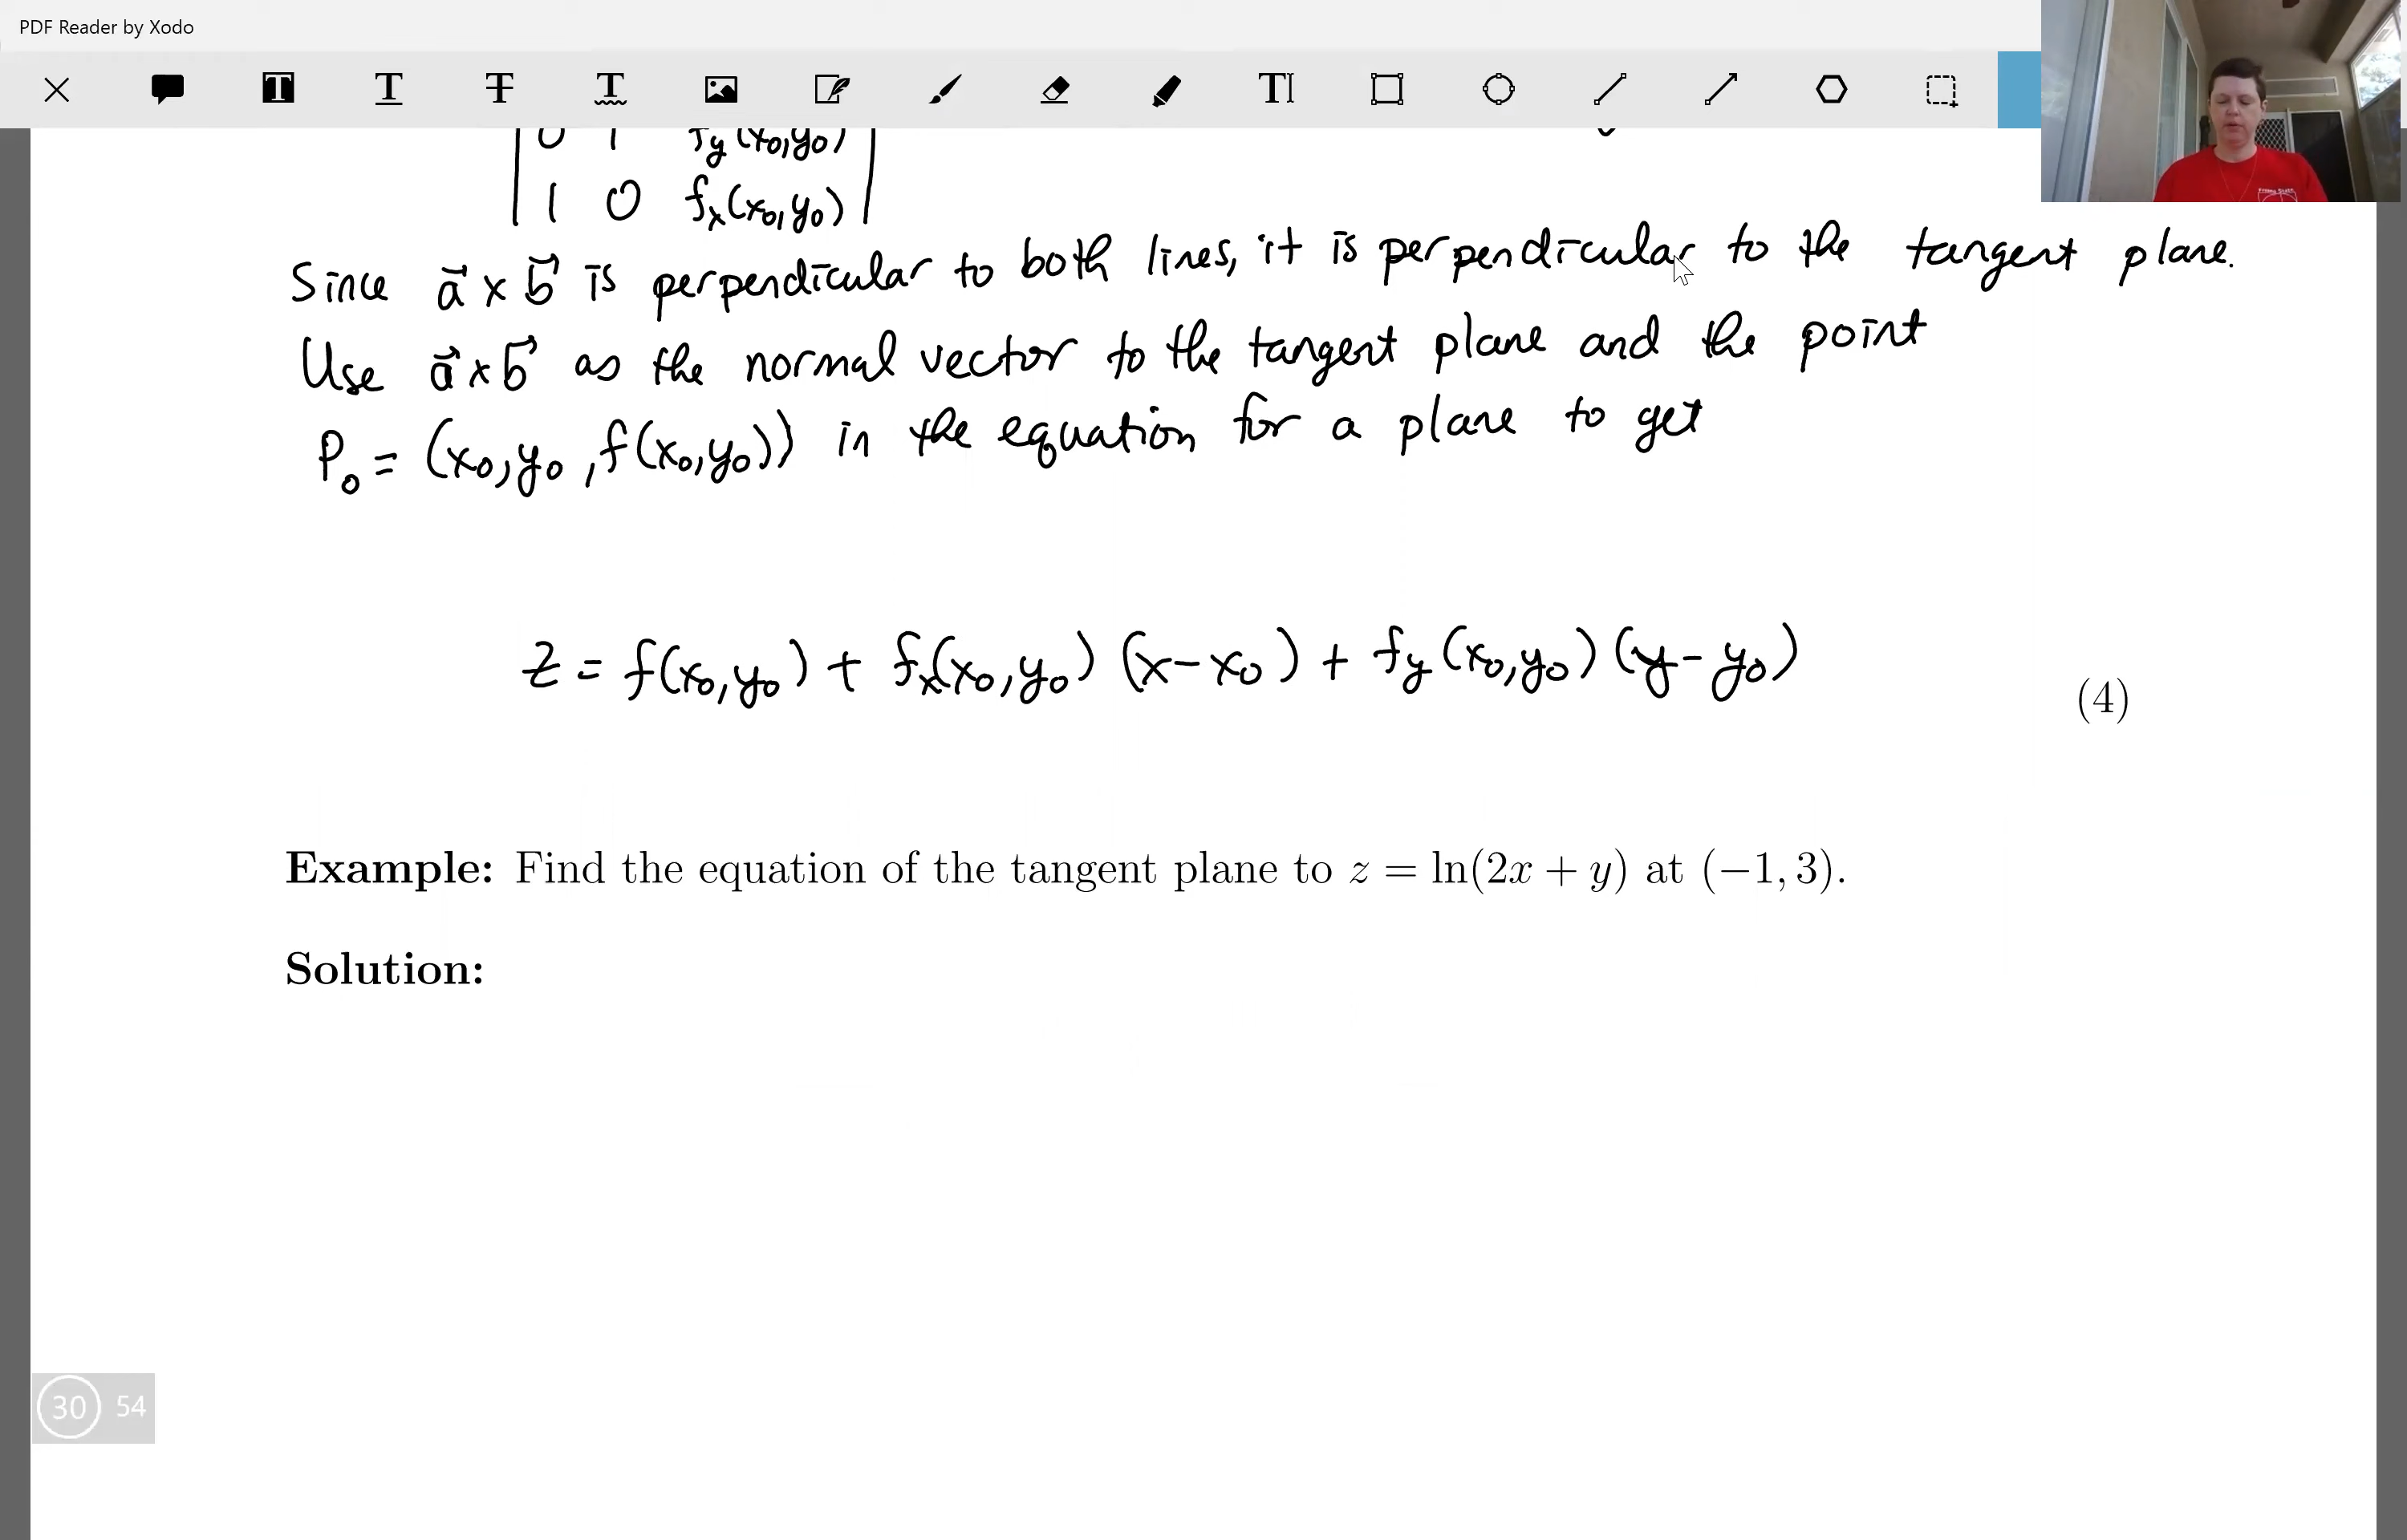 PDF Reader by Xodo
0 1 f_y(x₀,y₀)
1 0 f_x(x₀,y₀)
Since a⃗ × b⃗ is perpendicular to both lines, it is perpendicular to the tangent plane.
Use a⃗ × b⃗ as the normal vector to the tangent plane and the point
P₀ = (x₀,y₀,f(x₀,y₀)) in the equation for a plane to get
z = f(x₀,y₀) + f_x(x₀,y₀)(x−x₀) + f_y(x₀,y₀)(y−y₀)
(4)
Example: Find the equation of the tangent plane to z = ln(2x + y) at (−1, 3).
Solution:
30 54